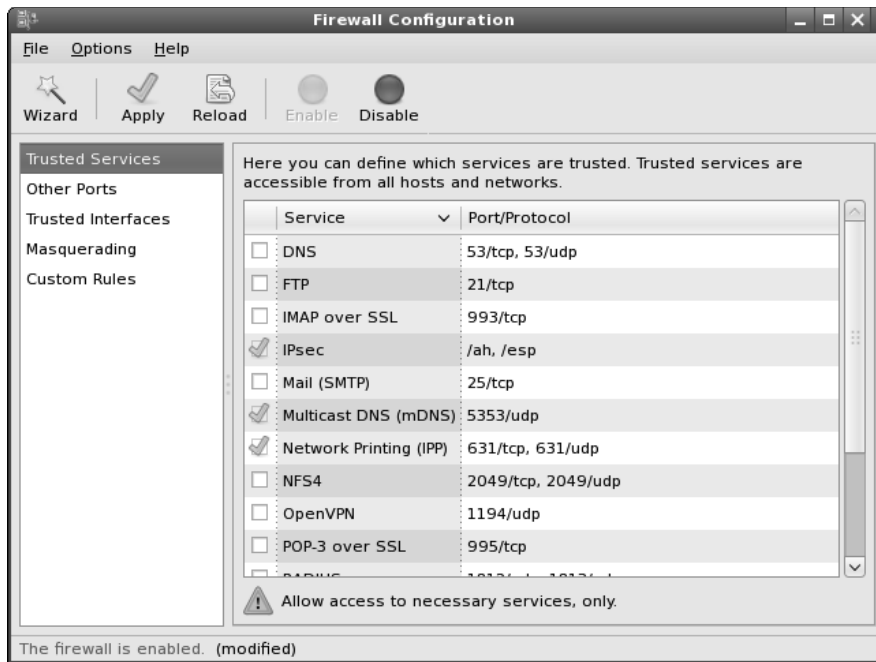 Firewall Configuration
File Options Help
Wizard Apply Reload Enable Disable
Trusted Services
Other Ports
Trusted Interfaces
Masquerading
Custom Rules
Here you can define which services are trusted. Trusted services are
accessible from all hosts and networks.
Service Port/Protocol
DNS 53/tcp, 53/udp
FTP 21/tcp
IMAP over SSL 993/tcp
IPsec /ah, /esp
Mail (SMTP) 25/tcp
Multicast DNS (mDNS) 5353/udp
Network Printing (IPP) 631/tcp, 631/udp
NFS4 2049/tcp, 2049/udp
OpenVPN 1194/udp
POP-3 over SSL 995/tcp
Allow access to necessary services, only.
The firewall is enabled. (modified)